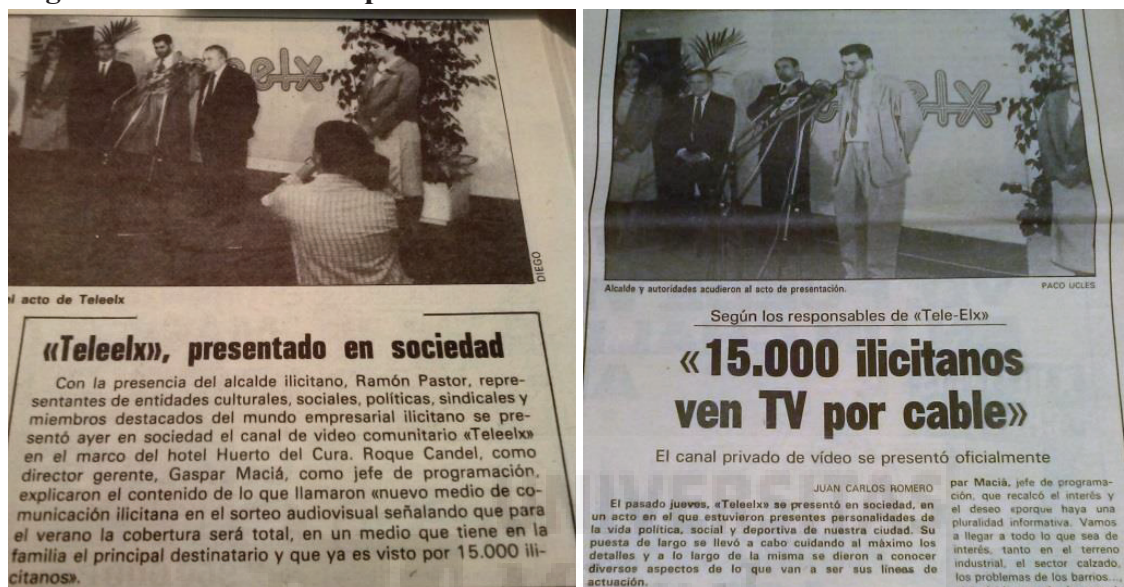 elx
DIEGO
l acto de Teleelx
«Teleelx», presentado en sociedad
Con la presencia del alcalde ilicitano, Ramón Pastor, repre-
sentantes de entidades culturales, sociales, políticas, sindicales y
miembros destacados del mundo empresarial ilicitano se pre-
sentó ayer en sociedad el canal de video comunitario «Teleelx»
en el marco del hotel Huerto del Cura. Roque Candel, como
director gerente, Gaspar Maciá, como jefe de programación,
explicaron el contenido de lo que llamaron «nuevo medio de co-
municación ilicitana en el sorteo audiovisual señalando que para
el verano la cobertura será total, en un medio que tiene en la
familia el principal destinatario y que ya es visto por 15.000 ili-
citanos».
elx
Alcalde y autoridades acudieron al acto de presentación.
PACO UCLES
Según los responsables de «Tele-Elx»
«15.000 ilicitanos
ven TV por cable»
El canal privado de vídeo se presentó oficialmente
JUAN CARLOS ROMERO
El pasado jueves, «Teleelx» se presentó en sociedad, en
un acto en el que estuvieron presentes personalidades de
la vida política, social y deportiva de nuestra ciudad. Su
puesta de largo se llevó a cabo cuidando al máximo los
detalles y a lo largo de la misma se dieron a conocer
diversos aspectos de lo que van a ser sus líneas de
actuación.
par Maciá, jefe de programa-
ción, que recalcó el interés y
el deseo «porque haya una
pluralidad informativa. Vamos
a llegar a todo lo que sea de
interés, tanto en el terreno
industrial, el sector calzado,
los problemas de los barrios...,